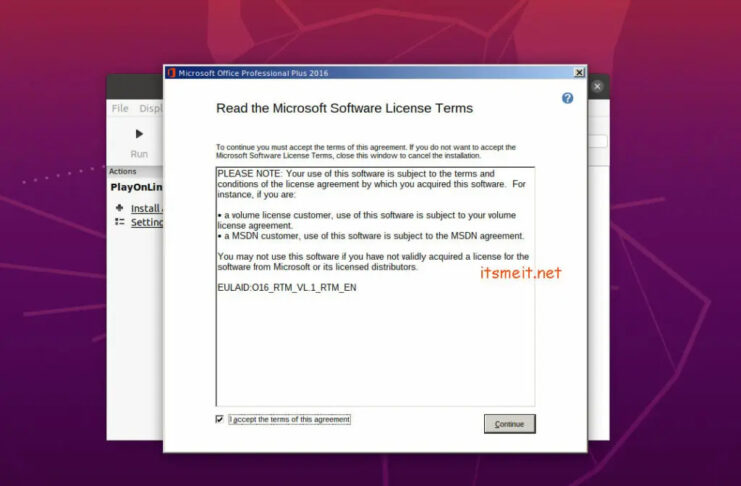 Microsoft Office Professional Plus 2016
File Displ
Run
Actions
PlayOnLin
Install
Setting
Read the Microsoft Software License Terms
?
To continue you must accept the terms of this agreement. If you do not want to accept the
Microsoft Software License Terms, close this window to cancel the installation.
PLEASE NOTE: Your use of this software is subject to the terms and
conditions of the license agreement by which you acquired this software. For
instance, if you are:
• a volume license customer, use of this software is subject to your volume
license agreement.
• a MSDN customer, use of this software is subject to the MSDN agreement.
You may not use this software if you have not validly acquired a license for the
software from Microsoft or its licensed distributors.
itsmeit.net
EULAID:O16_RTM_VL.1_RTM_EN
I accept the terms of this agreement
Continue